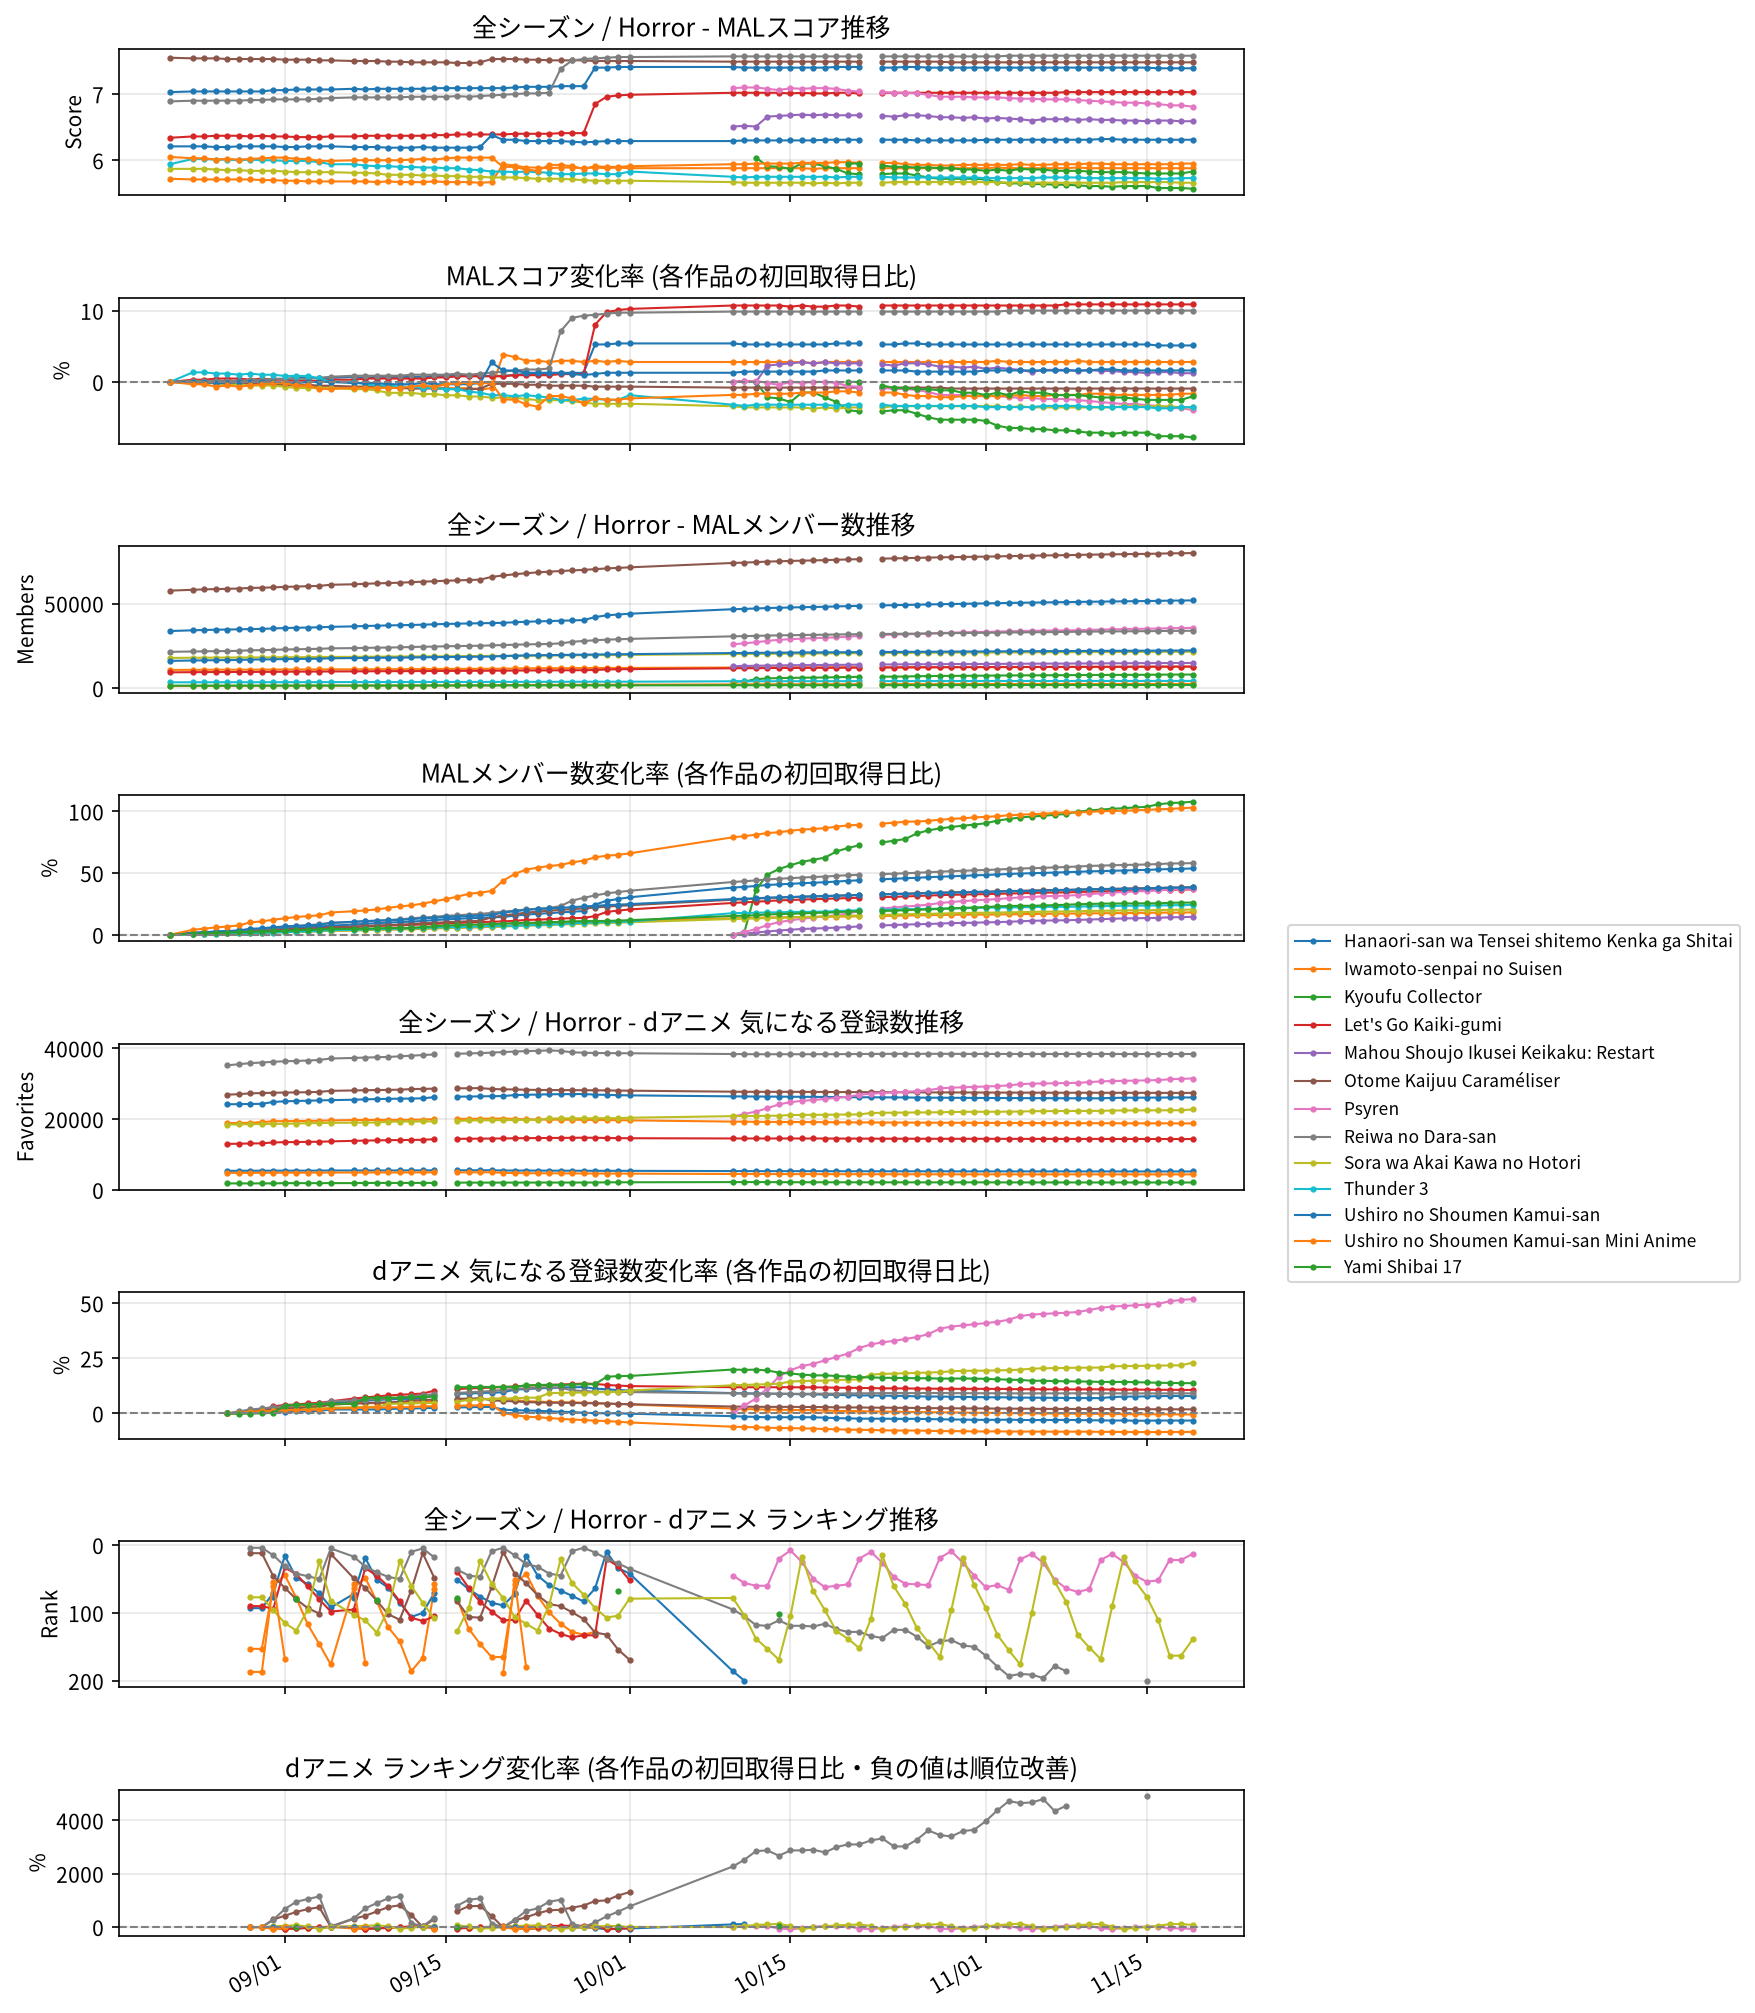 全シーズン / Horror - MALスコア推移
Score
7
6
MALスコア変化率 (各作品の初回取得日比)
%
10
0
全シーズン / Horror - MALメンバー数推移
Members
50000
0
MALメンバー数変化率 (各作品の初回取得日比)
%
100
50
0
全シーズン / Horror - dアニメ 気になる登録数推移
Favorites
40000
20000
0
dアニメ 気になる登録数変化率 (各作品の初回取得日比)
%
50
25
0
全シーズン / Horror - dアニメ ランキング推移
Rank
0
100
200
dアニメ ランキング変化率 (各作品の初回取得日比・負の値は順位改善)
%
4000
2000
0
09/01
09/15
10/01
10/15
11/01
11/15
Hanaori-san wa Tensei shitemo Kenka ga Shitai
Iwamoto-senpai no Suisen
Kyoufu Collector
Let's Go Kaiki-gumi
Mahou Shoujo Ikusei Keikaku: Restart
Otome Kaijuu Caraméliser
Psyren
Reiwa no Dara-san
Sora wa Akai Kawa no Hotori
Thunder 3
Ushiro no Shoumen Kamui-san
Ushiro no Shoumen Kamui-san Mini Anime
Yami Shibai 17